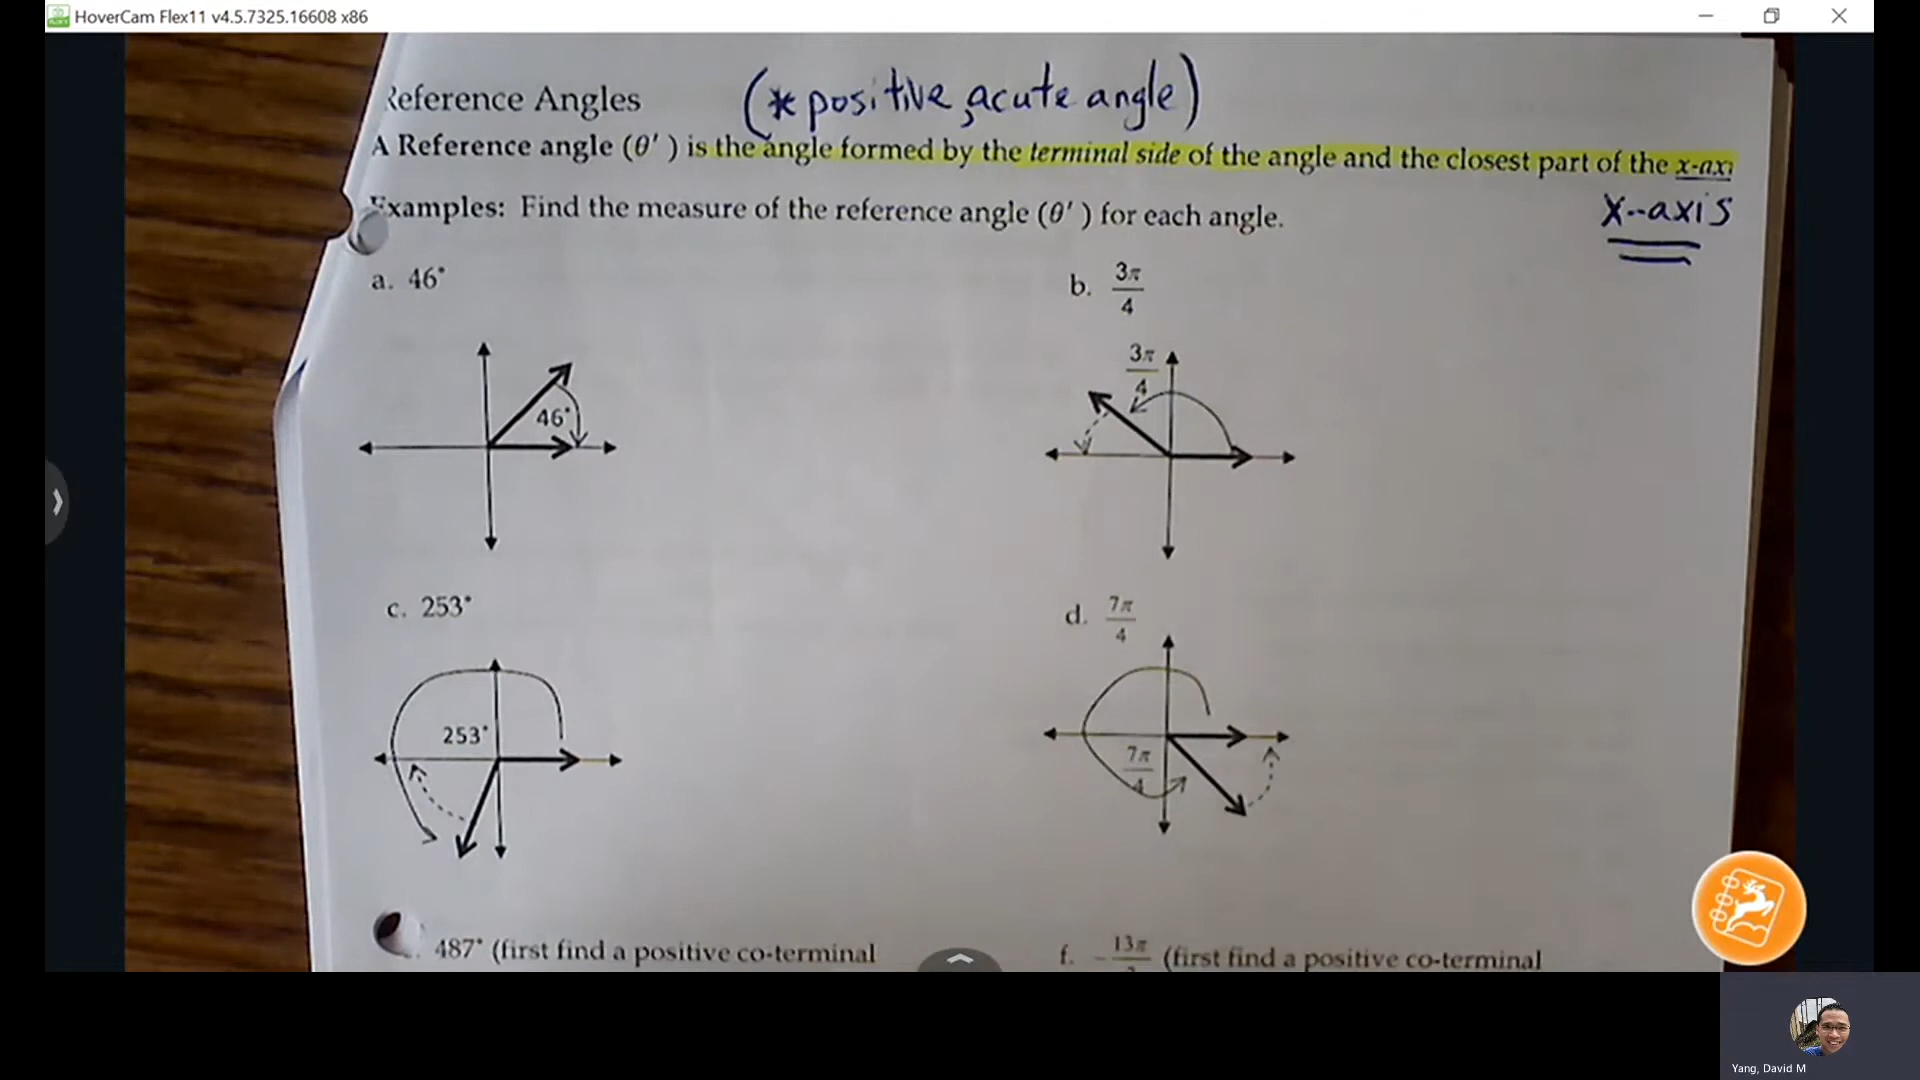 HoverCam Flex11 v4.5.7325.16608 x86
Reference Angles (* positive, acute angle)
A Reference angle (θ′ ) is the angle formed by the terminal side of the angle and the closest part of the x-axi
x-axis
Examples: Find the measure of the reference angle (θ′ ) for each angle.
a. 46°
b. 3π/4
46°
3π/4
c. 253°
d. 7π/4
253°
7π/4
487° (first find a positive co-terminal
f. (first find a positive co-terminal
Yang, David M